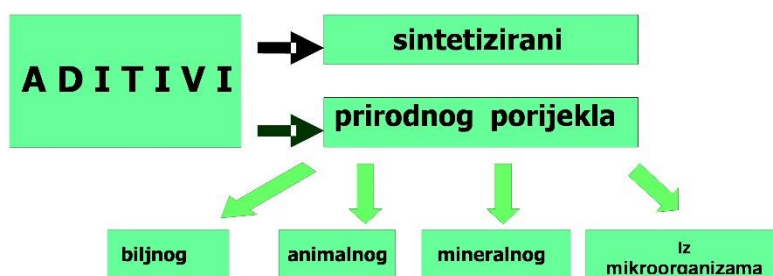 A D I T I V I
sintetizirani
prirodnog porijekla
biljnog
animalnog
mineralnog
Iz
mikroorganizama